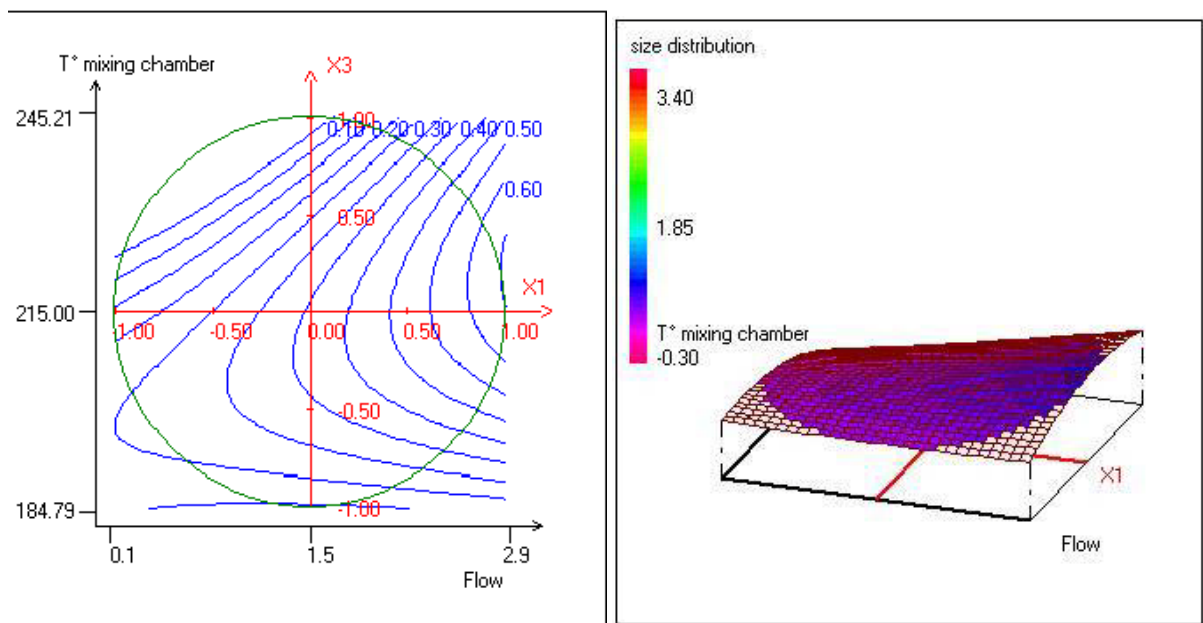 T° mixing chamber
X3
245.21
1.00
0.10 0.20 0.30 0.40 0.50
0.60
0.50
X1
215.00
-1.00 -0.50 0.00 0.50 1.00
-0.50
184.79
-1.00
0.1 1.5 2.9
Flow
size distribution
3.40
1.85
T° mixing chamber
-0.30
X1
Flow